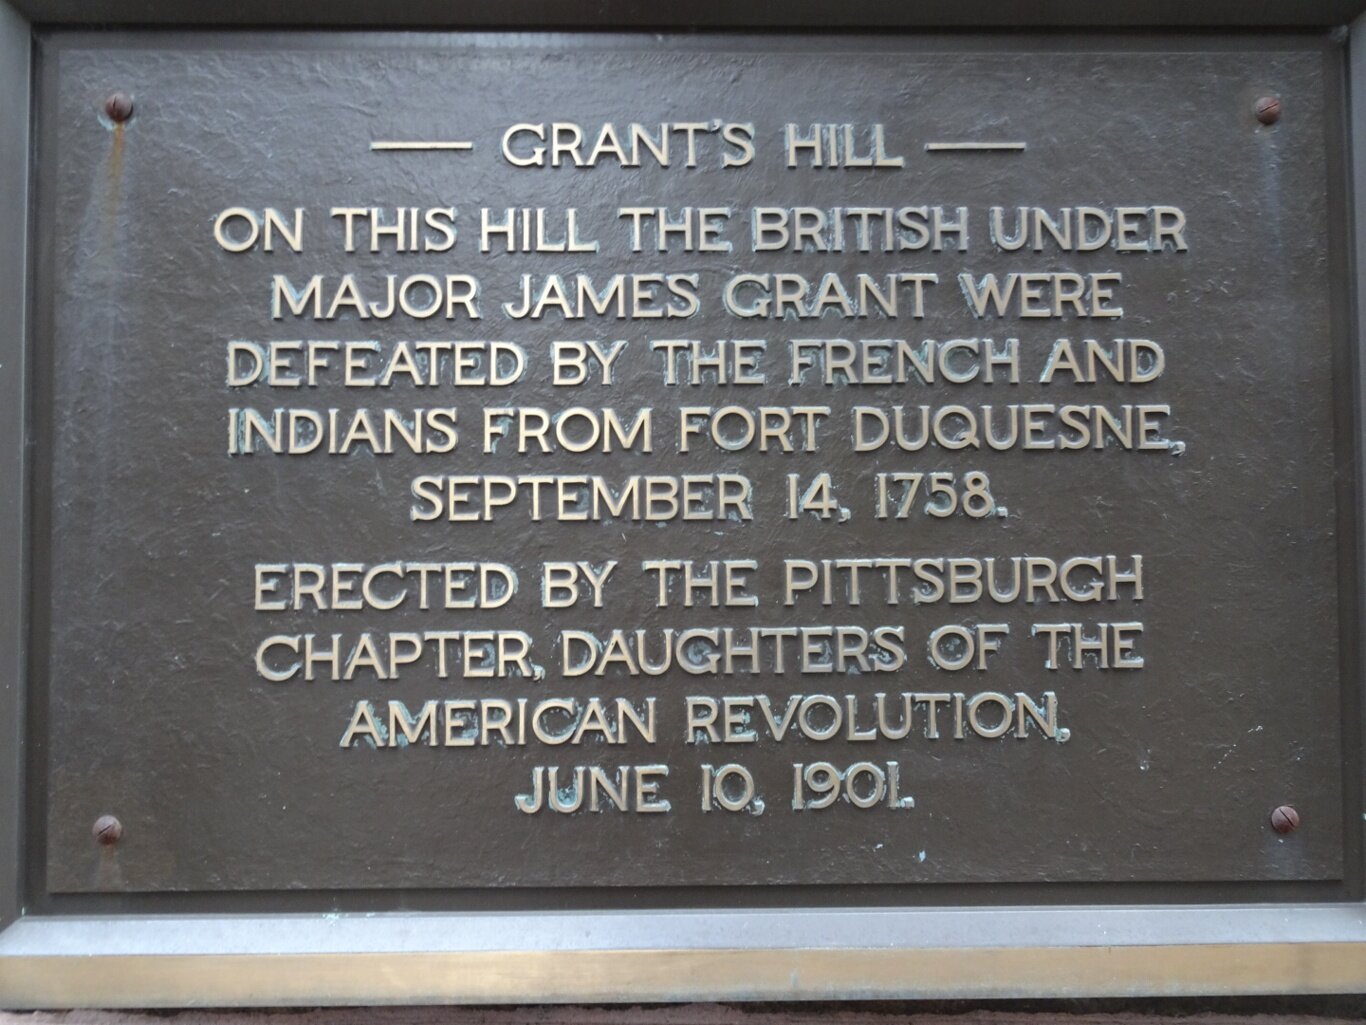 — GRANT'S HILL —
ON THIS HILL THE BRITISH UNDER
MAJOR JAMES GRANT WERE
DEFEATED BY THE FRENCH AND
INDIANS FROM FORT DUQUESNE,
SEPTEMBER 14, 1758.
ERECTED BY THE PITTSBURGH
CHAPTER, DAUGHTERS OF THE
AMERICAN REVOLUTION,
JUNE 10, 1901.